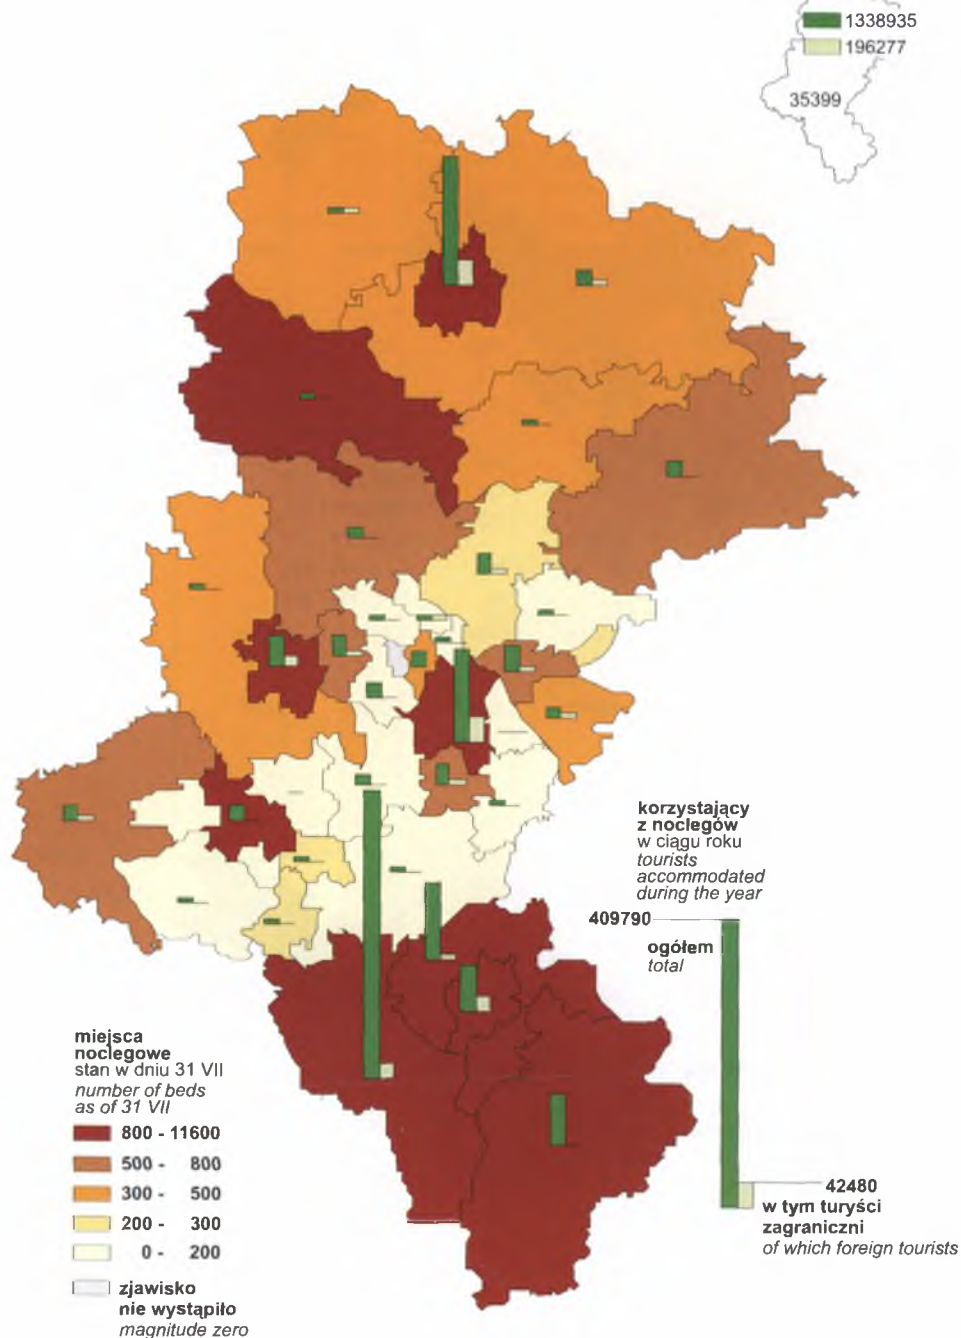 1338935
196277
35399
korzystający
z noclegów
w ciągu roku
tourists
accommodated
during the year
409790
ogółem
total
42480
w tym turyści
zagraniczni
of which foreign tourists
miejsca
noclegowe
stan w dniu 31 VII
number of beds
as of 31 VII
800 - 11600
500 - 800
300 - 500
200 - 300
0 - 200
zjawisko
nie wystąpiło
magnitude zero